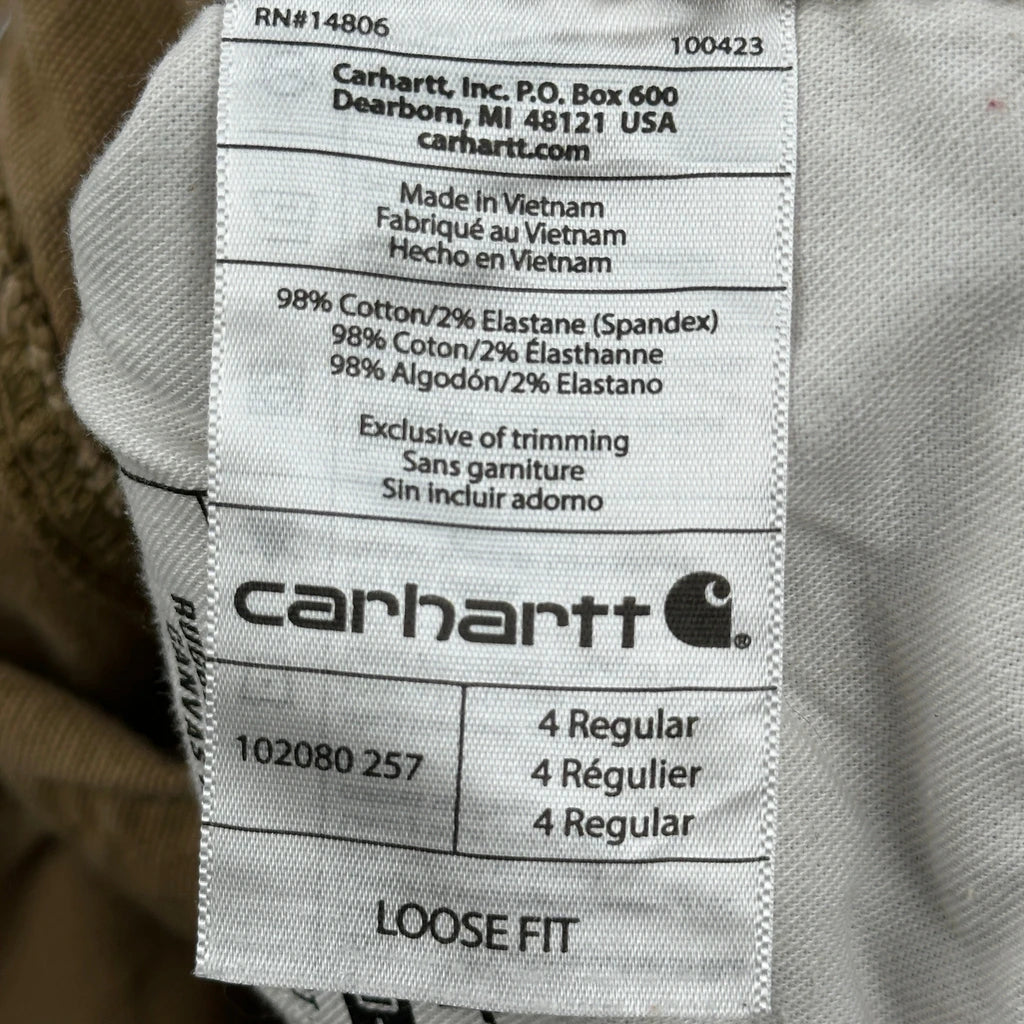 RN#14806
100423
Carhartt, Inc. P.O. Box 600
Dearborn, MI 48121 USA
carhartt.com
Made in Vietnam
Fabriqué au Vietnam
Hecho en Vietnam
98% Cotton/2% Elastane (Spandex)
98% Coton/2% Élasthanne
98% Algodón/2% Elastano
Exclusive of trimming
Sans garniture
Sin incluir adorno
carhartt
102080 257
4 Regular
4 Régulier
4 Regular
LOOSE FIT